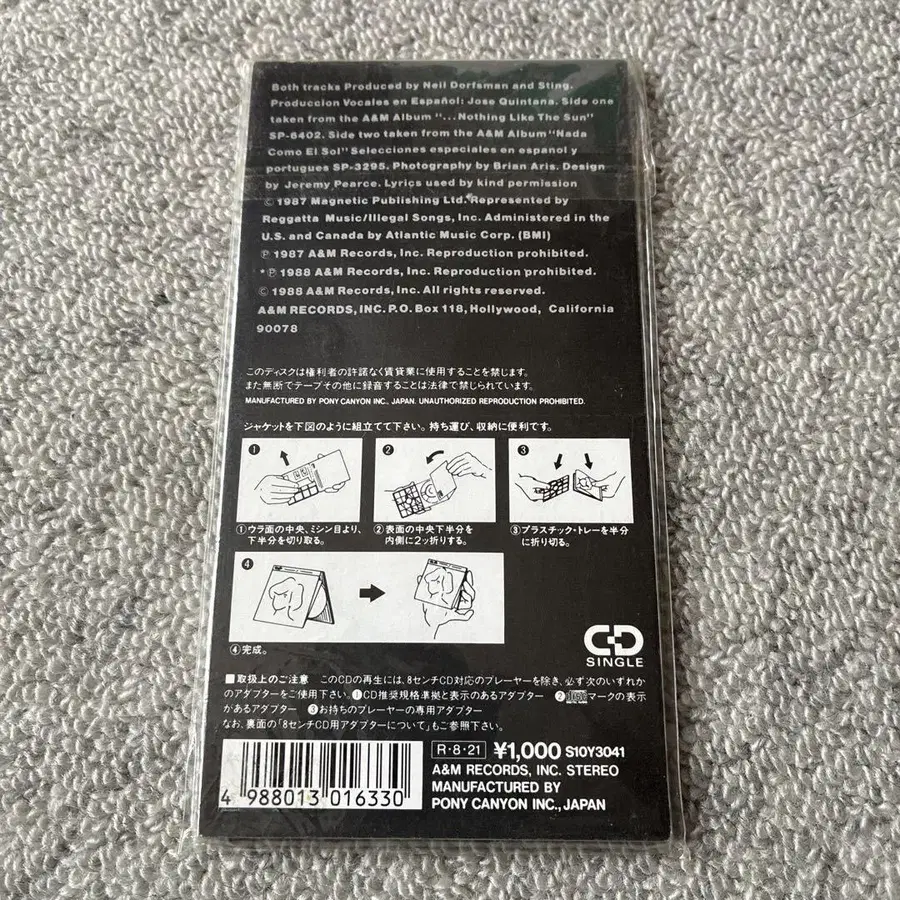 Both tracks Produced by Neil Dorfsman and Sting.
Produccion Vocales en Español: Jose Quintana. Side one
taken from the A&M Album "...Nothing Like The Sun"
SP-6402. Side two taken from the A&M Album "Nada
Como El Sol" Selecciones especiales en espanol y
portugues SP-3295. Photography by Brian Aris. Design
by Jeremy Pearce. Lyrics used by kind permission
© 1987 Magnetic Publishing Ltd. Represented by
Reggatta Music/Illegal Songs, Inc. Administered in the
U.S. and Canada by Atlantic Music Corp. (BMI)
℗ 1987 A&M Records, Inc. Reproduction prohibited.
*℗ 1988 A&M Records, Inc. Reproduction prohibited.
© 1988 A&M Records, Inc. All rights reserved.
A&M RECORDS, INC. P.O. Box 118, Hollywood, California
90078
このディスクは権利者の許諾なく賃貸業に使用することを禁じます。
また無断でテープその他に録音することは法律で禁じられています。
MANUFACTURED BY PONY CANYON INC., JAPAN. UNAUTHORIZED REPRODUCTION PROHIBITED.
ジャケットを下図のように組立てて下さい。持ち運び、収納に便利です。
❶ ❷ ❸
①ウラ面の中央、ミシン目より、
下半分を切り取る。
②表面の中央下半分を
内側に2ッ折りする。
③プラスチック・トレーを半分
に折り切る。
❹
④完成。
CD
SINGLE
■取扱上のご注意 このCDの再生には、8センチCD対応のプレーヤーを除き、必ず次のいずれか
のアダプターをご使用下さい。❶CD推奨規格準拠と表示のあるアダプター ❷マークの表示
があるアダプター ❸お持ちのプレーヤーの専用アダプター
なお、裏面の「8センチCD用アダプターについて」もご参照下さい。
R・8・21 ¥1,000 S10Y3041
A&M RECORDS, INC. STEREO
MANUFACTURED BY
PONY CANYON INC., JAPAN
4 988013 016330